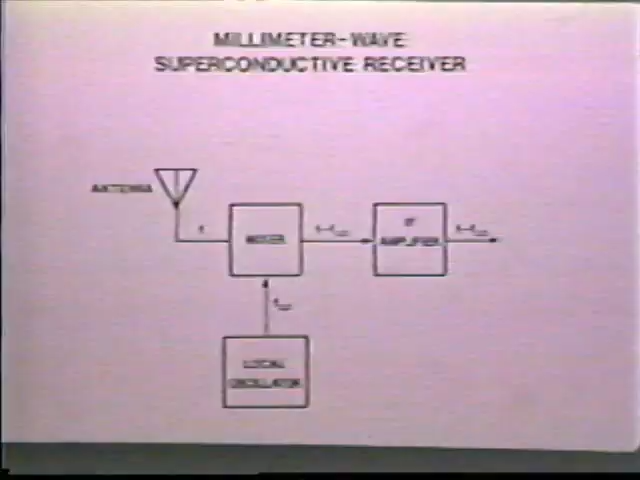 MILLIMETER-WAVE
SUPERCONDUCTIVE RECEIVER
ANTENNA
f
MIXER
IF
AMPLIFIER
LOCAL
OSCILLATOR